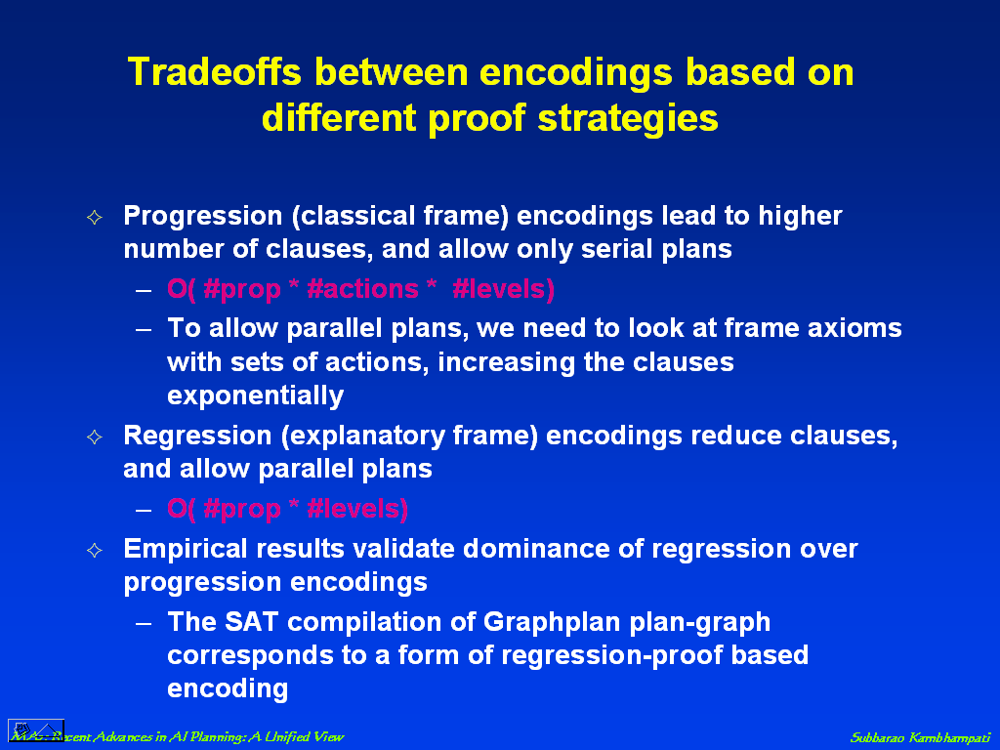 Tradeoffs between encodings based on
different proof strategies
Progression (classical frame) encodings lead to higher
number of clauses, and allow only serial plans
– O( #prop * #actions * #levels)
– To allow parallel plans, we need to look at frame axioms
with sets of actions, increasing the clauses
exponentially
Regression (explanatory frame) encodings reduce clauses,
and allow parallel plans
– O( #prop * #levels)
Empirical results validate dominance of regression over
progression encodings
– The SAT compilation of Graphplan plan-graph
corresponds to a form of regression-proof based
encoding
Recent Advances in AI Planning: A Unified View
Subbarao Kambhampati